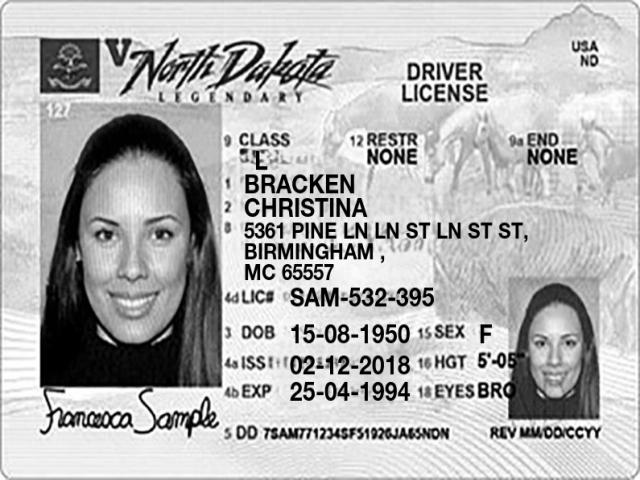 V North Dakota
LEGENDARY
USA
ND
DRIVER
LICENSE
127
9 CLASS 12 RESTR 9a END
L NONE NONE
1 BRACKEN
2 CHRISTINA
8 5361 PINE LN LN ST LN ST ST,
BIRMINGHAM ,
MC 65557
4d LIC# SAM-532-395
3 DOB 15-08-1950 15 SEX F
4a ISS 02-12-2018 16 HGT 5'-05"
4b EXP 25-04-1994 18 EYES BRO
Francesca Sample
5 DD 7SAM771234SF51926JA65NDN REV MM/DD/CCYY